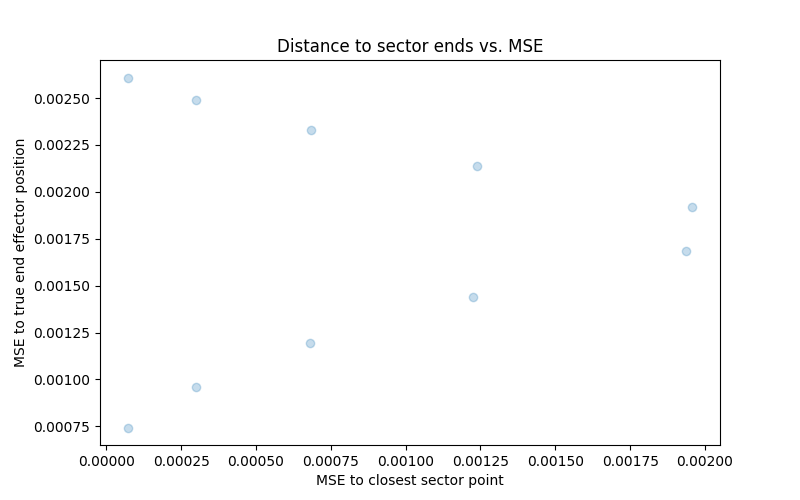 Distance to sector ends vs. MSE
MSE to true end effector position
0.00250
0.00225
0.00200
0.00175
0.00150
0.00125
0.00100
0.00075
0.00000 0.00025 0.00050 0.00075 0.00100 0.00125 0.00150 0.00175 0.00200
MSE to closest sector point